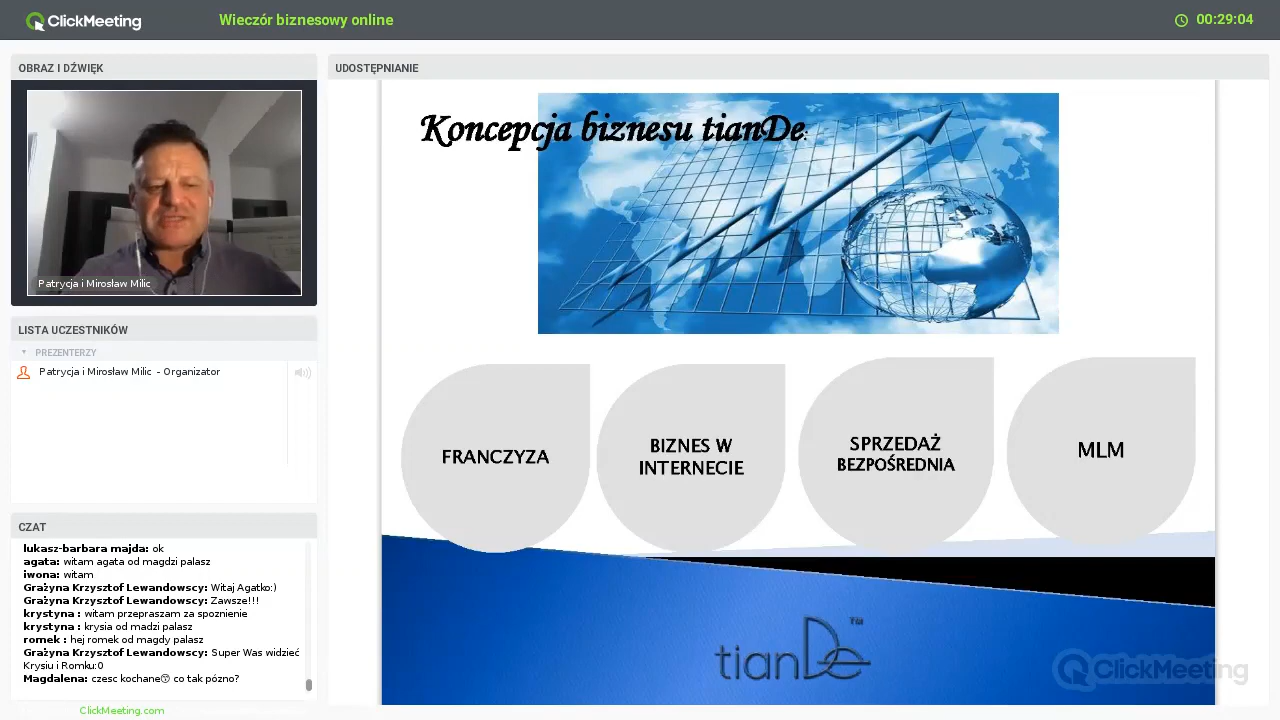 ClickMeeting
Wieczór biznesowy online
00:29:04
OBRAZ I DŹWIĘK
Patrycja i Mirosław Milic
LISTA UCZESTNIKÓW
PREZENTERZY
Patrycja i Mirosław Milic - Organizator
CZAT
lukasz-barbara majda: ok
agata: witam agata od magdzi palasz
iwona: witam
Grażyna Krzysztof Lewandowscy: Witaj Agatko:)
Grażyna Krzysztof Lewandowscy: Zawsze!!!
krystyna : witam przepraszam za spoznienie
krystyna : krysia od madzi palasz
romek : hej romek od magdy palasz
Grażyna Krzysztof Lewandowscy: Super Was widzieć
Krysiu i Romku:0
Magdalena: czesc kochane😚 co tak pózno?
ClickMeeting.com
UDOSTĘPNIANIE
Koncepcja biznesu tianDe:
FRANCZYZA
BIZNES W
INTERNECIE
SPRZEDAŻ
BEZPOŚREDNIA
MLM
tianDe™
ClickMeeting